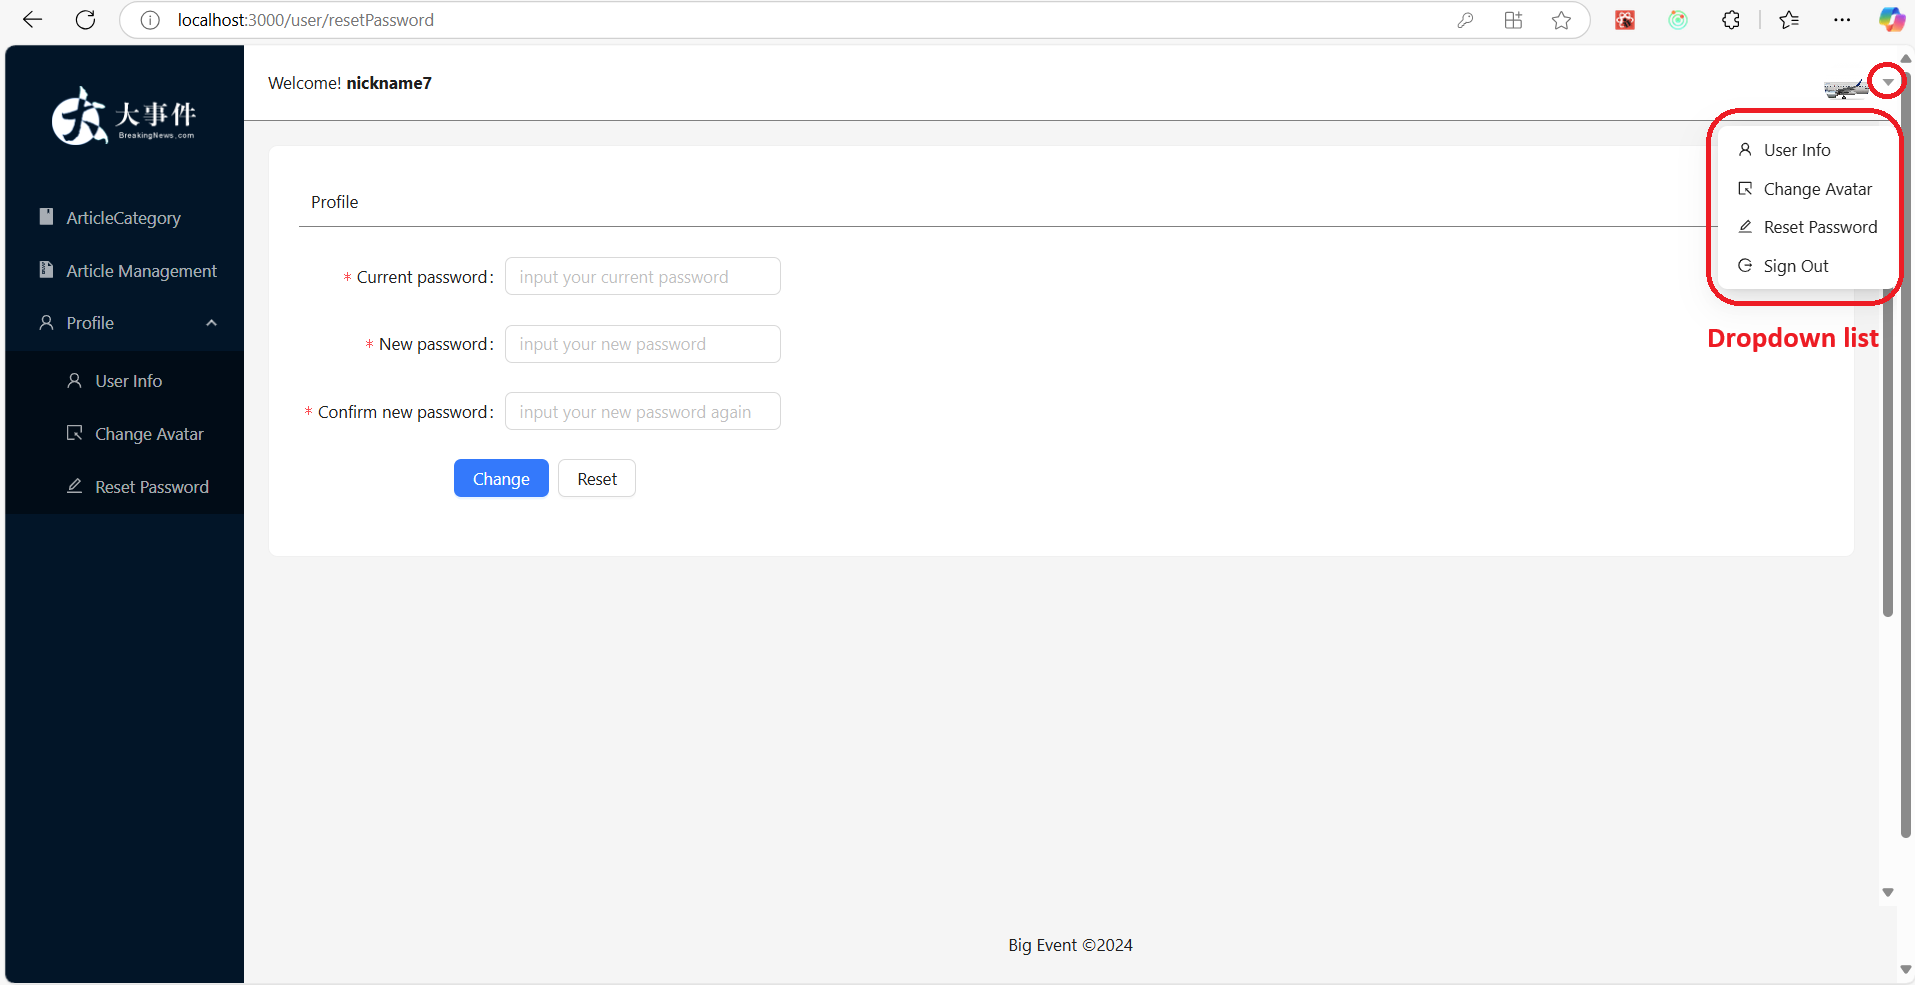 localhost:3000/user/resetPassword
大事件
BreakingNews.com
Welcome! nickname7
ArticleCategory
Article Management
Profile
User Info
Change Avatar
Reset Password
Profile
* Current password: input your current password
* New password: input your new password
* Confirm new password: input your new password again
Change Reset
User Info
Change Avatar
Reset Password
Sign Out
Dropdown list
Big Event ©2024